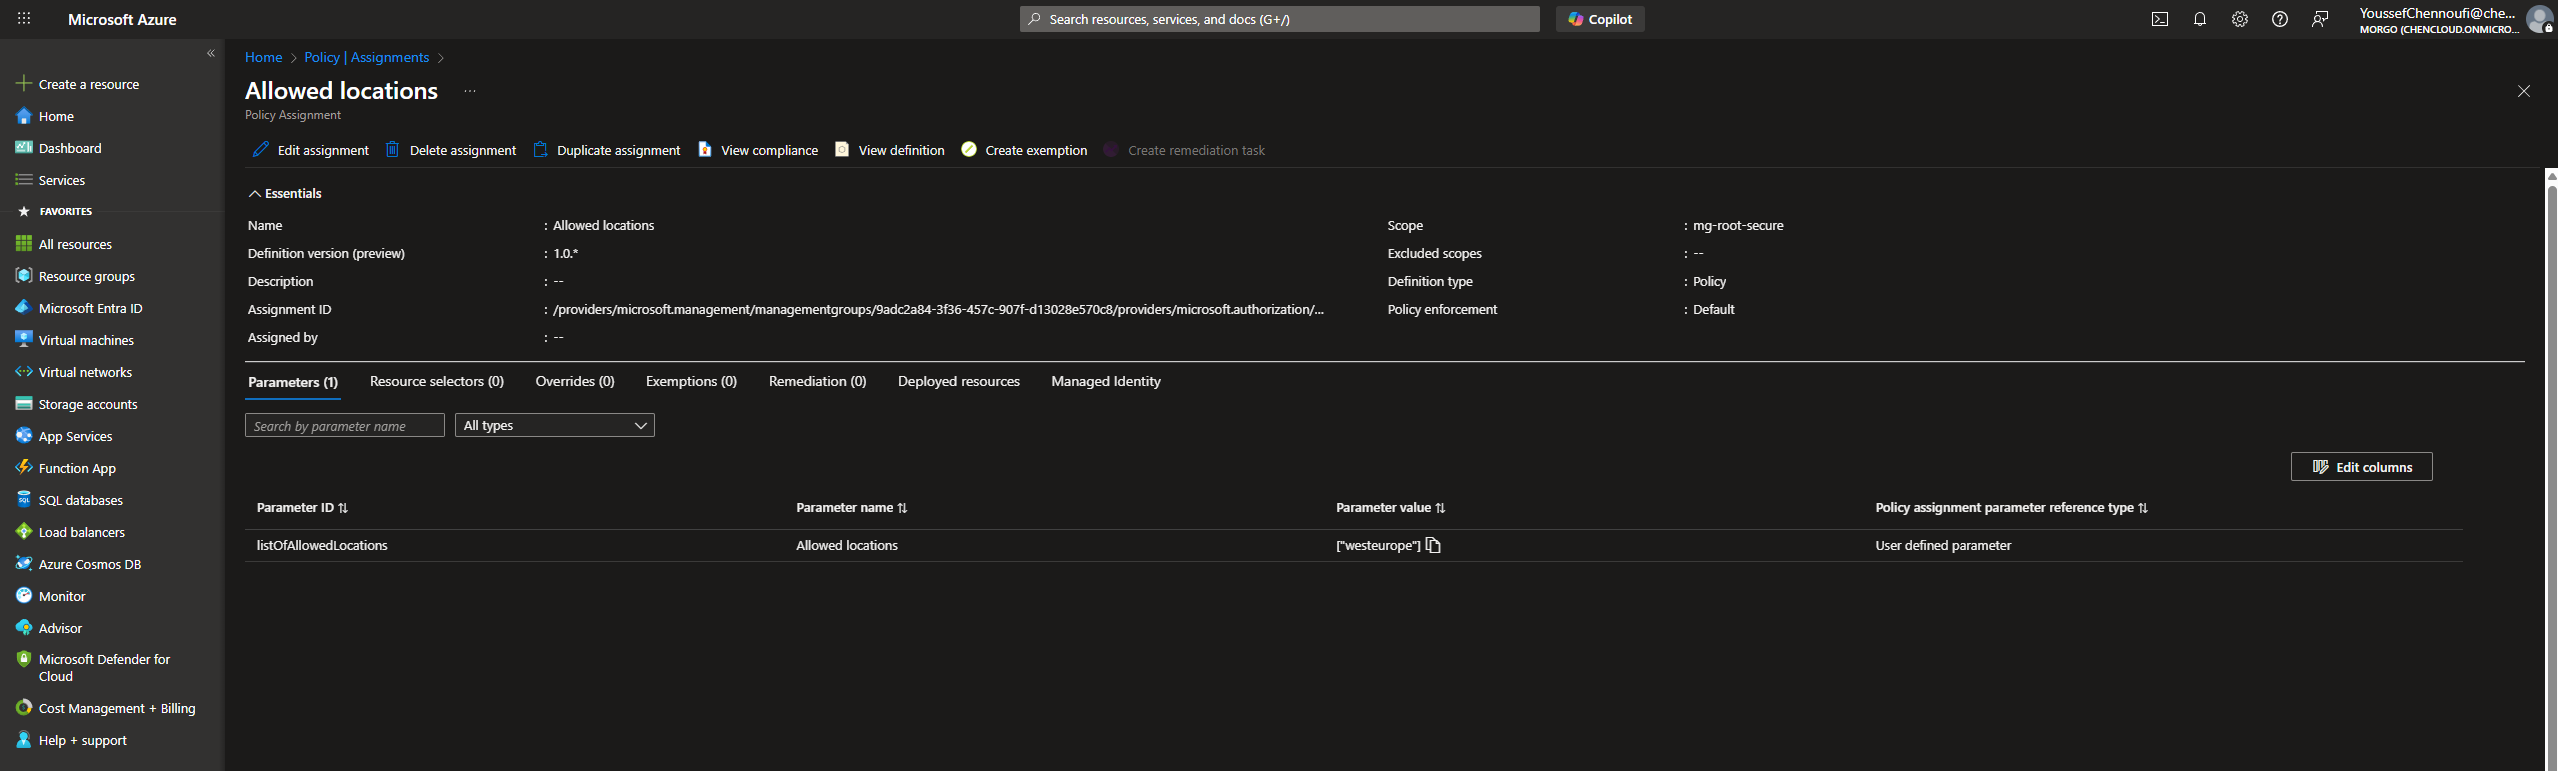 Microsoft Azure
Search resources, services, and docs (G+/)
Copilot
YoussefChennoufi@che...
MORGO (CHENCLOUD.ONMICRO...
Create a resource
Home
Dashboard
Services
FAVORITES
All resources
Resource groups
Microsoft Entra ID
Virtual machines
Virtual networks
Storage accounts
App Services
Function App
SQL databases
Load balancers
Azure Cosmos DB
Monitor
Advisor
Microsoft Defender for
Cloud
Cost Management + Billing
Help + support
Home > Policy | Assignments >
Allowed locations ...
Policy Assignment
Edit assignment Delete assignment Duplicate assignment View compliance View definition Create exemption Create remediation task
Essentials
Name : Allowed locations
Definition version (preview) : 1.0.*
Description : --
Assignment ID : /providers/microsoft.management/managementgroups/9adc2a84-3f36-457c-907f-d13028e570c8/providers/microsoft.authorization/...
Assigned by : --
Scope : mg-root-secure
Excluded scopes : --
Definition type : Policy
Policy enforcement : Default
Parameters (1) Resource selectors (0) Overrides (0) Exemptions (0) Remediation (0) Deployed resources Managed Identity
Search by parameter name All types
Edit columns
Parameter ID Parameter name Parameter value Policy assignment parameter reference type
listOfAllowedLocations Allowed locations ["westeurope"] User defined parameter